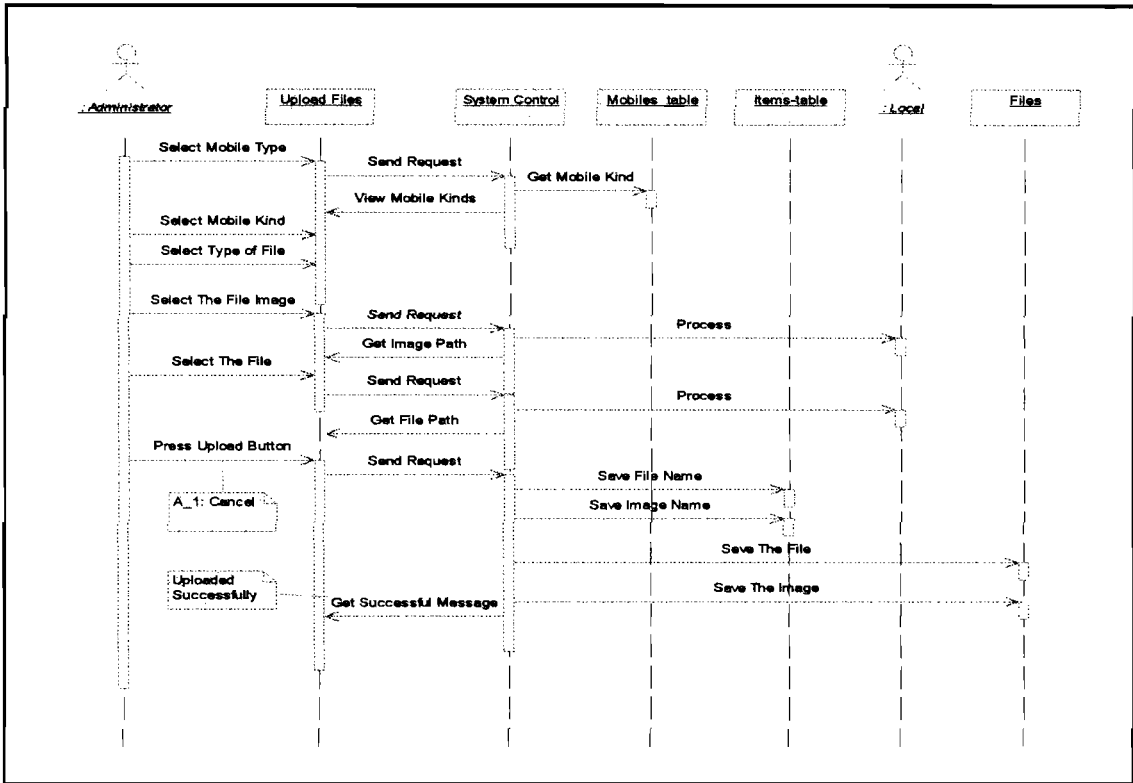 : Administrator
Upload Files
System Control
Mobiles_table
Items-table
: Local
Files
Select Mobile Type
Send Request
Get Mobile Kind
View Mobile Kinds
Select Mobile Kind
Select Type of File
Select The File Image
Send Request
Process
Get Image Path
Select The File
Send Request
Process
Get File Path
Press Upload Button
Send Request
Save File Name
A_1: Cancel
Save Image Name
Save The File
Uploaded
Successfully
Save The Image
Get Successful Message